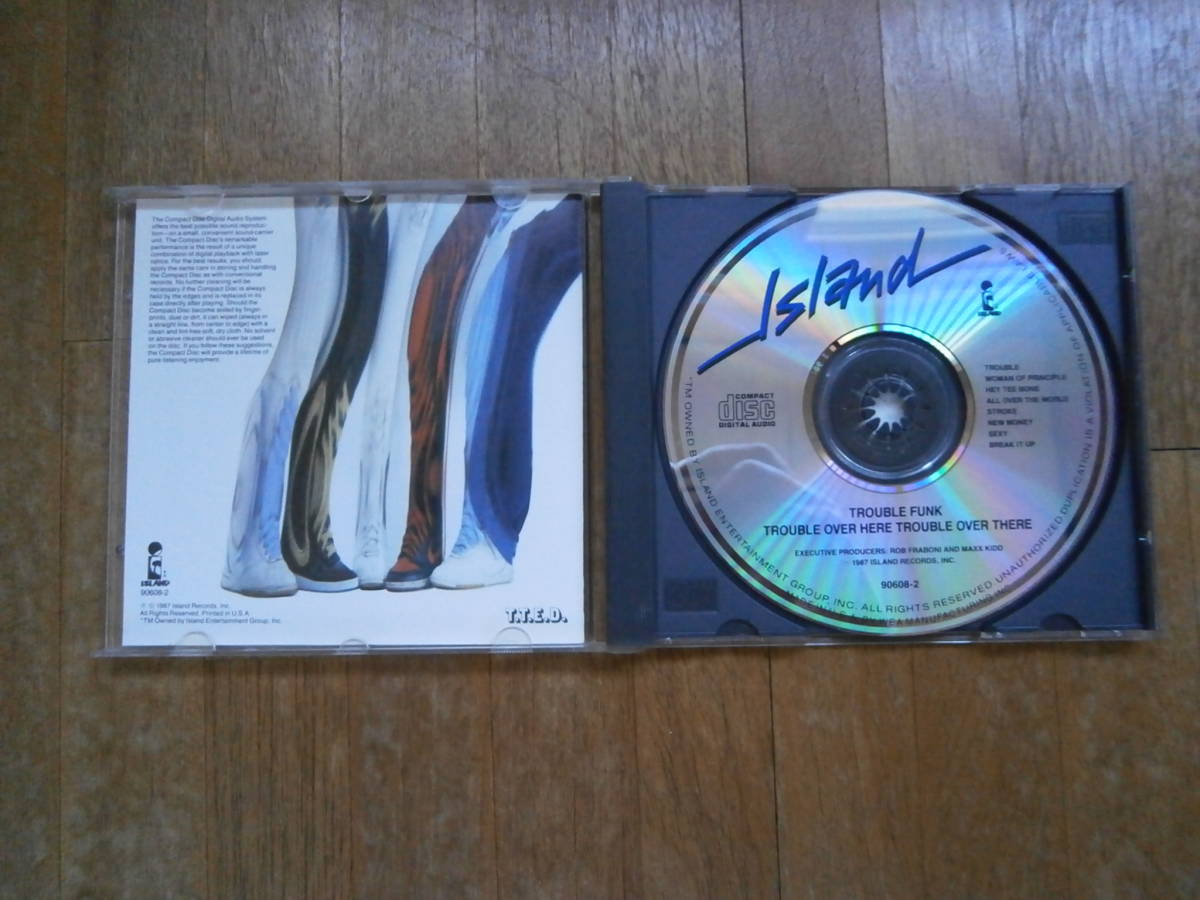 The Compact Disc Digital Audio System
offers the best possible sound reproduc-
tion—on a small, convenient sound-carrier
unit. The Compact Disc's remarkable
performance is the result of a unique
combination of digital playback with laser
optics. For the best results, you should
apply the same care in storing and handling
the Compact Disc as with conventional
records. No further cleaning will be
necessary if the Compact Disc is always
held by the edges and is replaced in its
case directly after playing. Should the
Compact Disc become soiled by finger-
prints, dust or dirt, it can wiped (always in
a straight line, from center to edge) with a
clean and lint-free soft, dry cloth. No solvent
or abrasive cleaner should ever be used
on the disc. If you follow these suggestions,
the Compact Disc will provide a lifetime of
pure listening enjoyment.
ISLAND
90608-2
℗ © 1987 Island Records, Inc.
All Rights Reserved. Printed in U.S.A
*TM Owned by Island Entertainment Group, Inc.
T.T.E.D.
Island
ISLAND
COMPACT
disc
DIGITAL AUDIO
TROUBLE
WOMAN OF PRINCIPLE
HEY TEE BONE
ALL OVER THE WORLD
STROKE
NEW MONEY
SEXY
BREAK IT UP
TROUBLE FUNK
TROUBLE OVER HERE TROUBLE OVER THERE
EXECUTIVE PRODUCERS: ROB FRABONI AND MAXX KIDD
1987 ISLAND RECORDS, INC.
90608-2
*TM OWNED BY ISLAND ENTERTAINMENT GROUP, INC. ALL RIGHTS RESERVED UNAUTHORIZED DUPLICATION IS A VIOLATION OF APPLICABLE LAWS
MADE IN U.S.A. BY WEA MANUFACTURING INC.